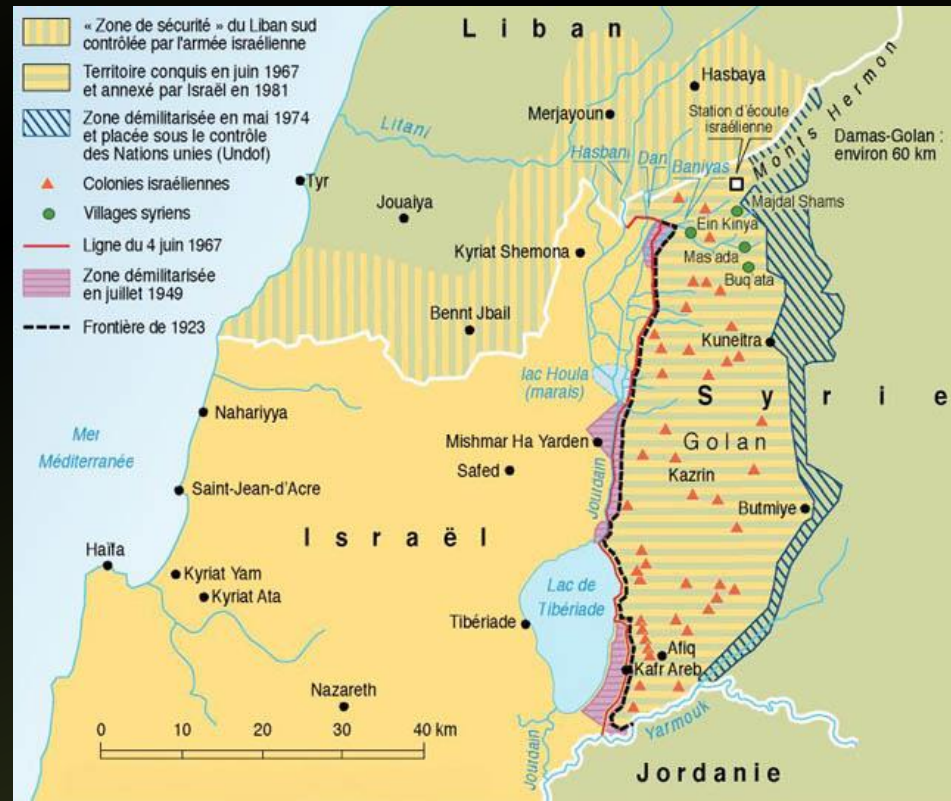 « Zone de sécurité » du Liban sud
contrôlée par l'armée israélienne
Territoire conquis en juin 1967
et annexé par Israël en 1981
Zone démilitarisée en mai 1974
et placée sous le contrôle
des Nations unies (Undof)
Colonies israéliennes
Villages syriens
Ligne du 4 juin 1967
Zone démilitarisée
en juillet 1949
Frontière de 1923
Liban
Hasbaya
Merjayoun
Station d'écoute
israélienne
Monts Hermon
Damas-Golan :
environ 60 km
Litani
Hasbani
Dan
Baniyas
Tyr
Jouaiya
Majdal Shams
Ein Kinya
Kyriat Shemona
Mas'ada
Buq'ata
Bennt Jbail
Kuneitra
lac Houla
(marais)
Syrie
Nahariyya
Mer
Méditerranée
Mishmar Ha Yarden
Golan
Safed
Kazrin
Jourdain
Saint-Jean-d'Acre
Butmiye
Israël
Haïfa
Kyriat Yam
Kyriat Ata
Lac de
Tibériade
Tibériade
Afiq
Kafr Areb
Nazareth
Yarmouk
Jourdain
0 10 20 30 40 km
Jordanie